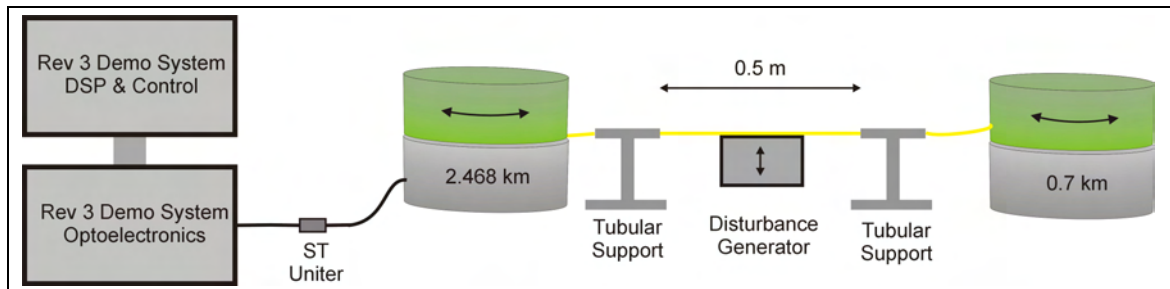 Rev 3 Demo System
DSP & Control
Rev 3 Demo System
Optoelectronics
ST
Uniter
2.468 km
0.5 m
Tubular
Support
Disturbance
Generator
Tubular
Support
0.7 km